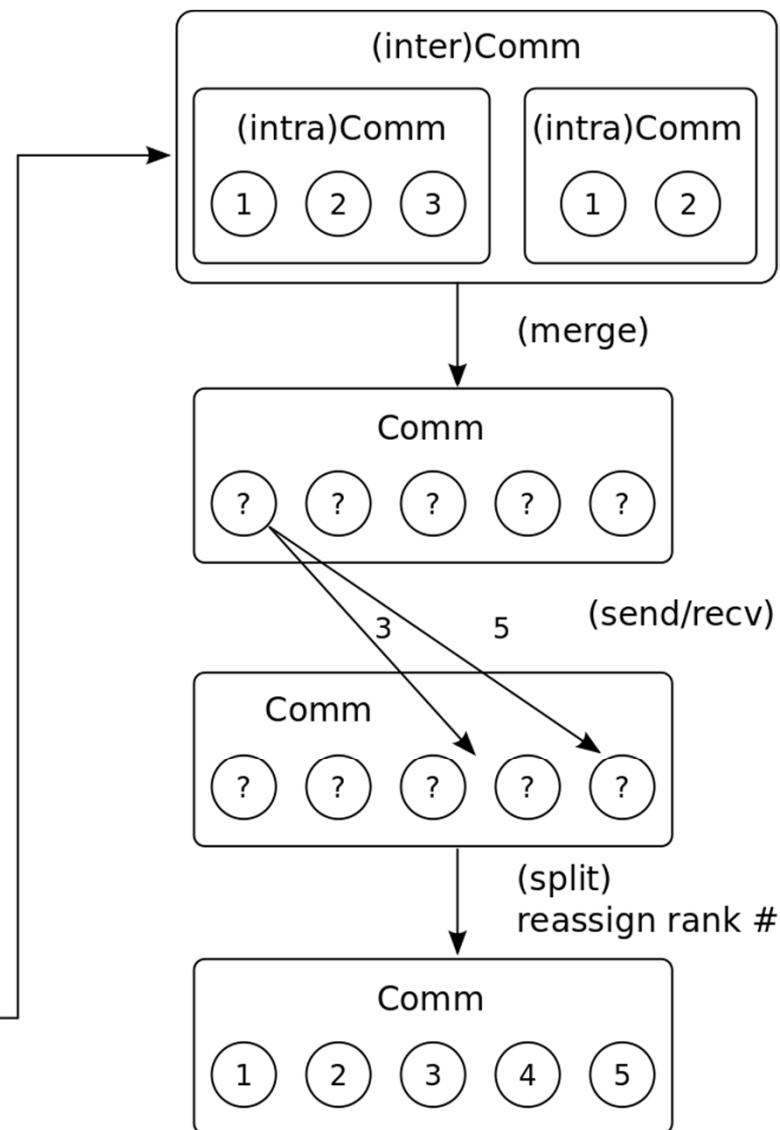 (inter)Comm
(intra)Comm (intra)Comm
1 2 3 1 2
(merge)
Comm
? ? ? ? ?
(send/recv)
3 5
Comm
? ? ? ? ?
(split)
reassign rank #
Comm
1 2 3 4 5